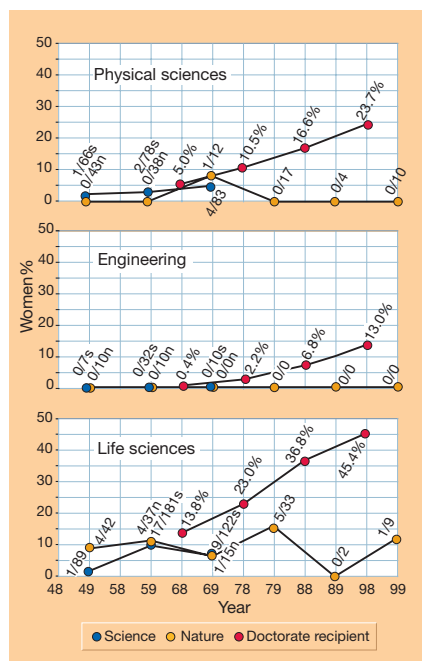 50
Physical sciences
40
30
20
10
0
1/66s
0/43n
2/78s
0/38n
5.0%
1/12
4/83
10.5%
0/17
16.6%
0/4
23.7%
0/10
Women %
50
Engineering
40
30
20
10
0
0/7s
0/10n
0/32s
0/10n
0.4%
0/10s
0/0n
2.2%
0/0
6.8%
0/0
13.0%
0/0
50
Life sciences
40
30
20
10
0
1/89
4/42
4/37n
17/181s
13.8%
9/122s
1/15n
23.0%
5/33
36.8%
0/2
45.4%
1/9
48 49 58 59 68 69 78 79 88 89 98 99
Year
Science Nature Doctorate recipient